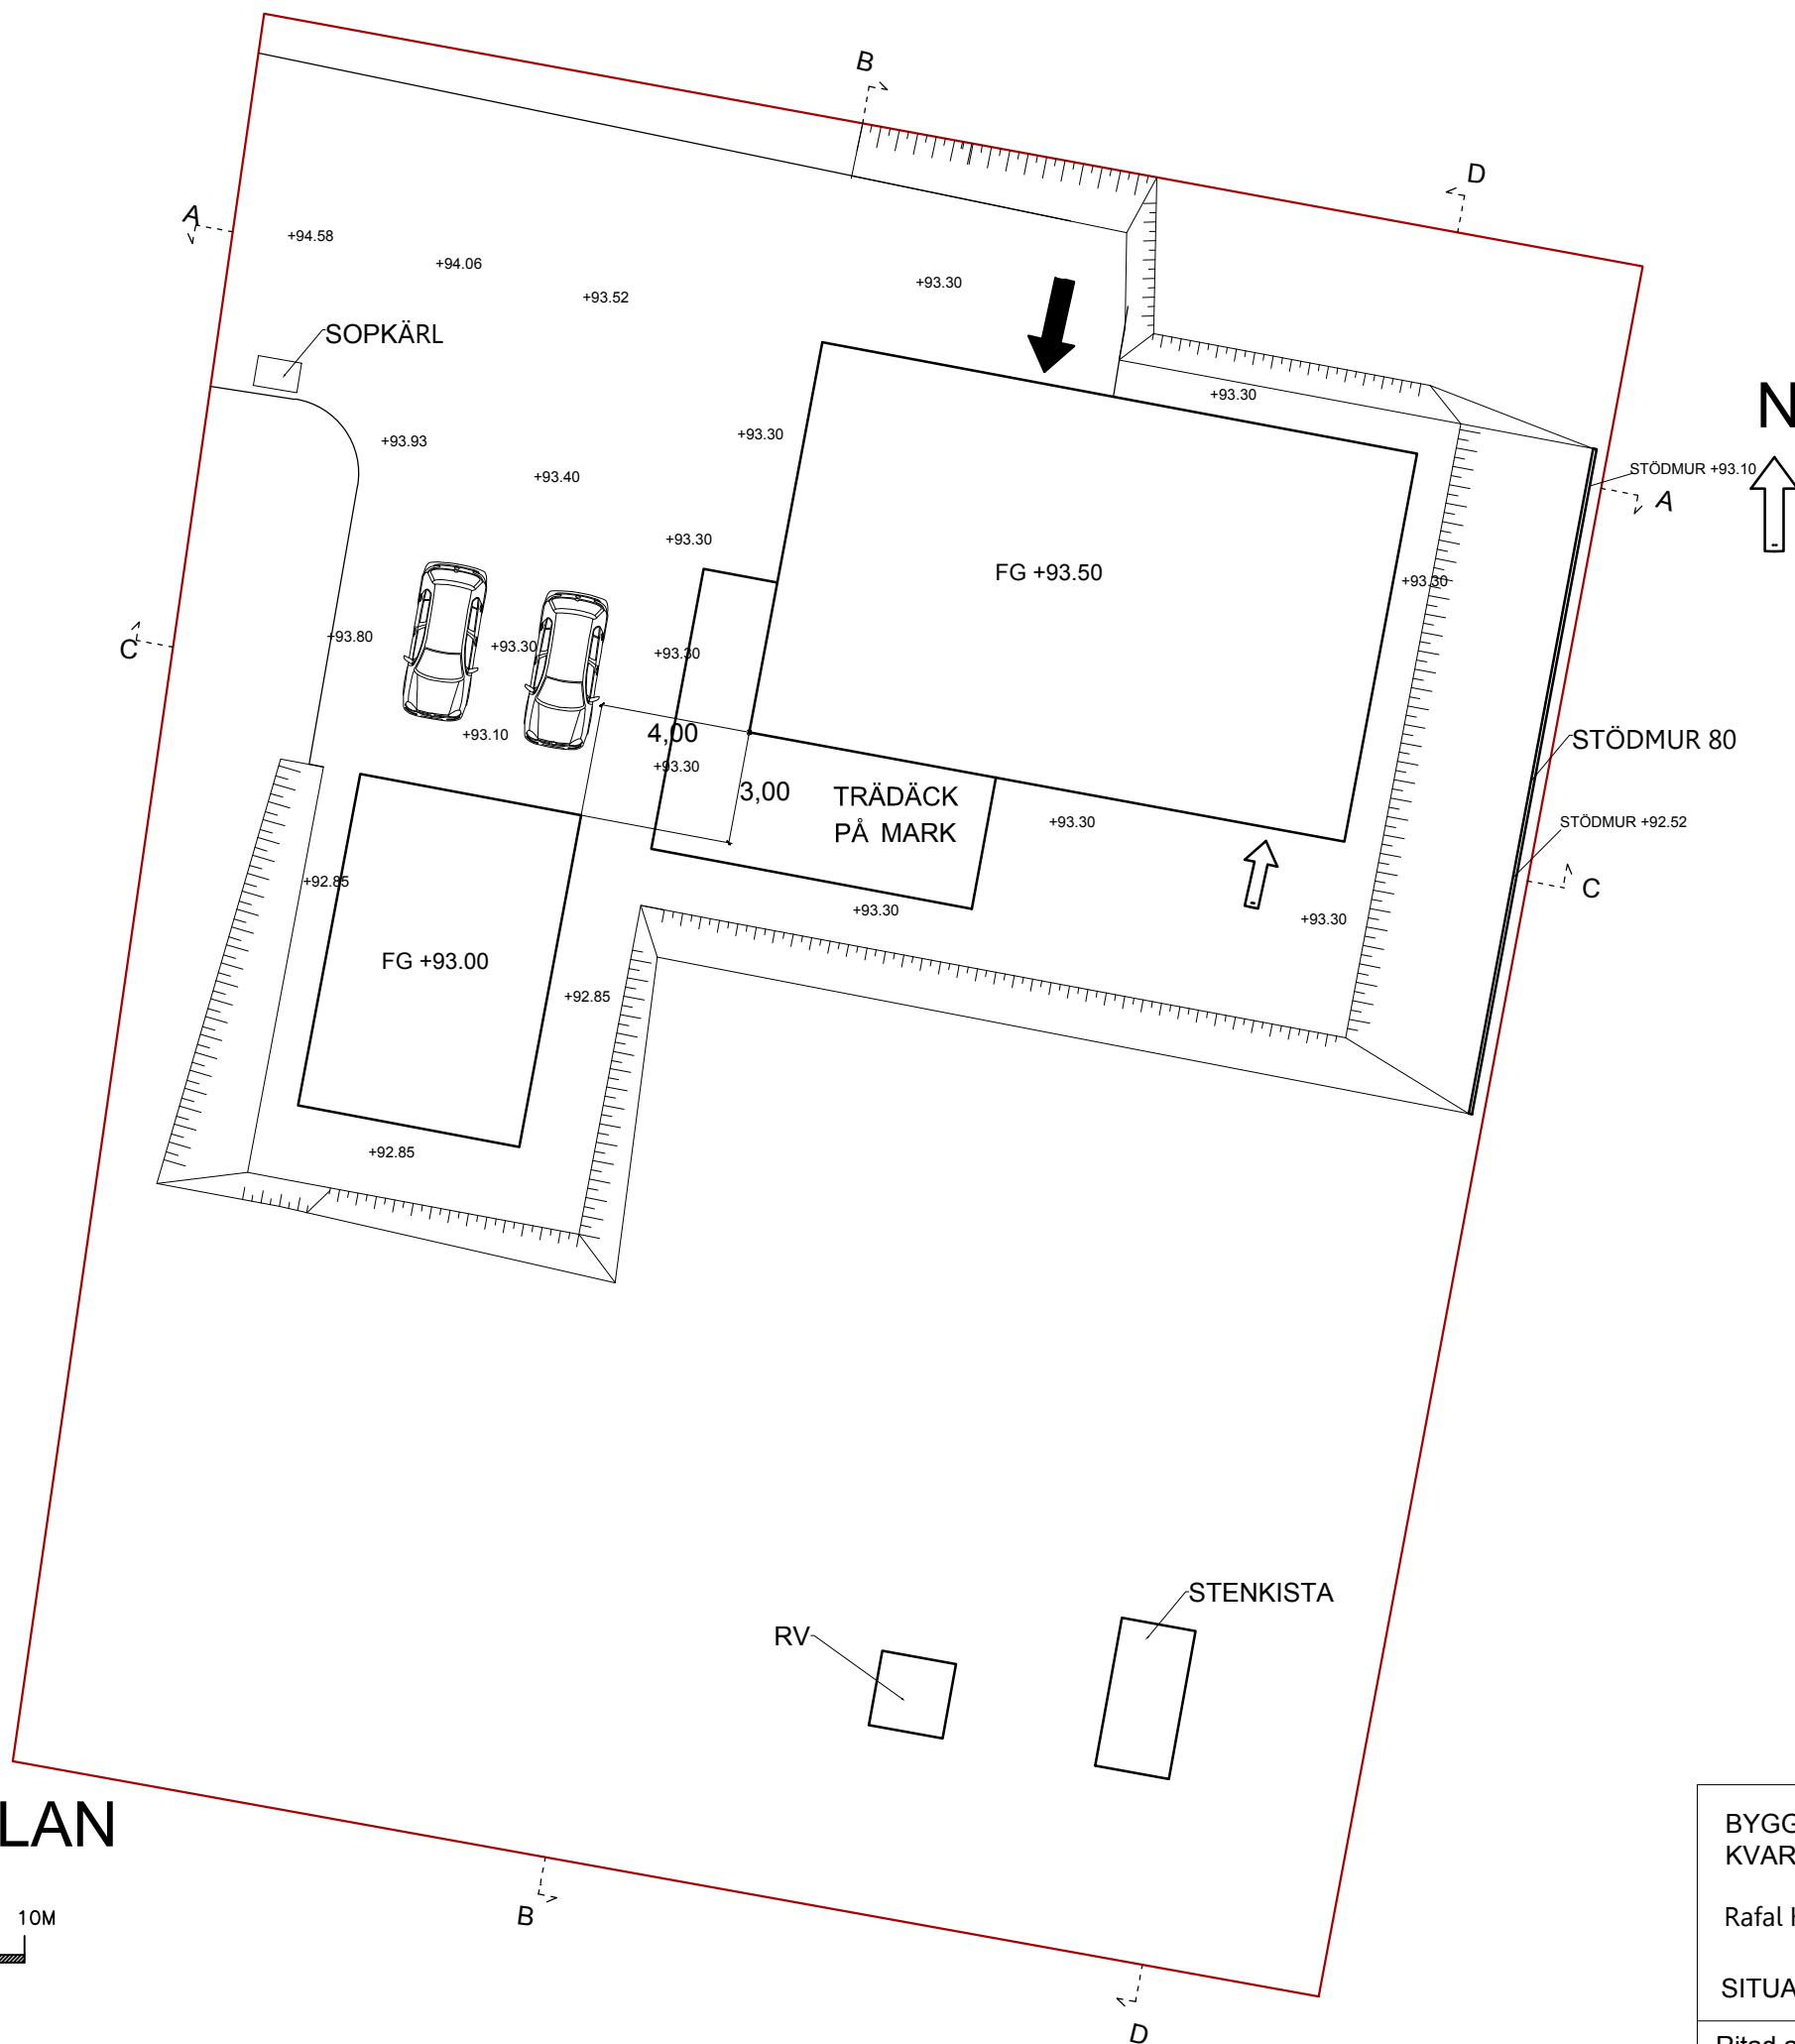 B
D
A
+94.58
+94.06
+93.52
+93.30
SOPKÄRL
+93.30
N
+93.93
+93.30
+93.40
STÖDMUR +93.10
A
+93.30
FG +93.50
+93.30
C
+93.80
+93.30
+93.30
+93.10
4,00
+93.30
STÖDMUR 80
3,00
TRÄDÄCK
PÅ MARK
+93.30
STÖDMUR +92.52
+92.85
C
+93.30
+93.30
FG +93.00
+92.85
+92.85
STENKISTA
RV
LAN
10M
B
D
BYGG
KVAR
Rafal
SITUA
Ritad